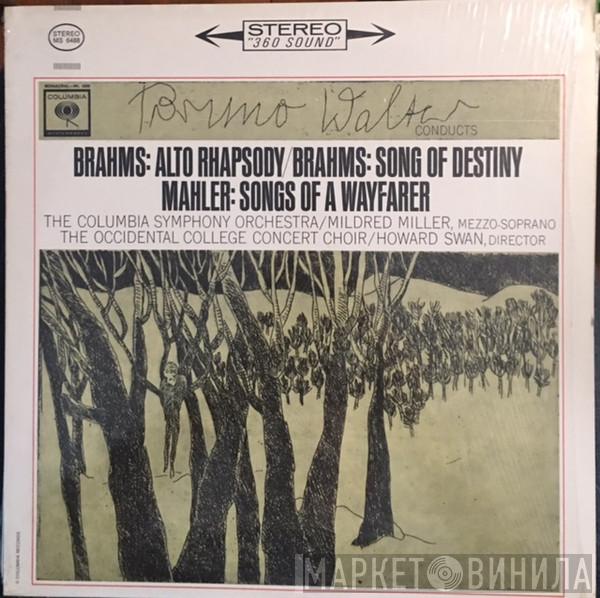 STEREO
MS 6488
STEREO
"360 SOUND"
COLUMBIA
Bruno Walter
CONDUCTS
BRAHMS: ALTO RHAPSODY/BRAHMS: SONG OF DESTINY
MAHLER: SONGS OF A WAYFARER
THE COLUMBIA SYMPHONY ORCHESTRA/MILDRED MILLER, MEZZO-SOPRANO
THE OCCIDENTAL COLLEGE CONCERT CHOIR/HOWARD SWAN, DIRECTOR
МАРКЕТ ВИНИЛА